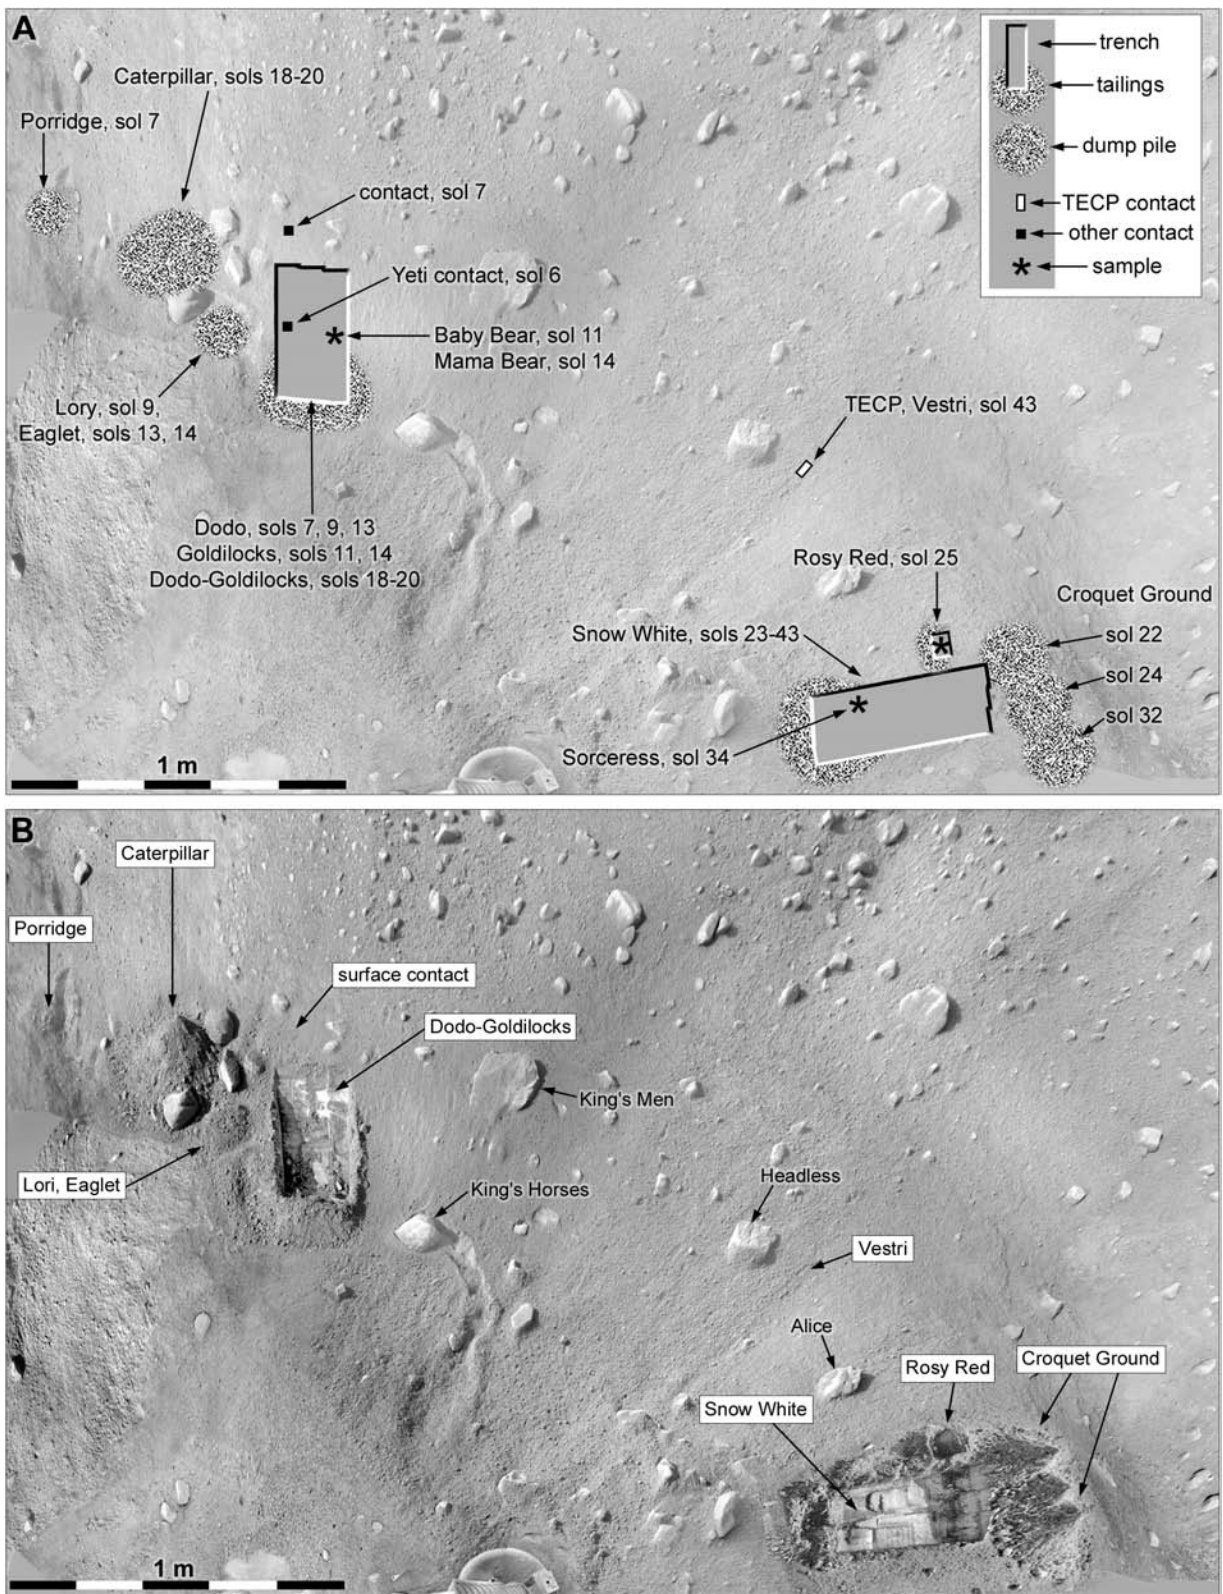 A
Caterpillar, sols 18-20
Porridge, sol 7
contact, sol 7
Yeti contact, sol 6
Baby Bear, sol 11
Mama Bear, sol 14
Lory, sol 9,
Eaglet, sols 13, 14
Dodo, sols 7, 9, 13
Goldilocks, sols 11, 14
Dodo-Goldilocks, sols 18-20
trench
tailings
dump pile
TECP contact
other contact
sample
TECP, Vestri, sol 43
Rosy Red, sol 25
Croquet Ground
sol 22
sol 24
sol 32
Snow White, sols 23-43
Sorceress, sol 34
1 m
B
Caterpillar
Porridge
surface contact
Dodo-Goldilocks
King's Men
Lori, Eaglet
King's Horses
Headless
Vestri
Alice
Rosy Red
Croquet Ground
Snow White
1 m